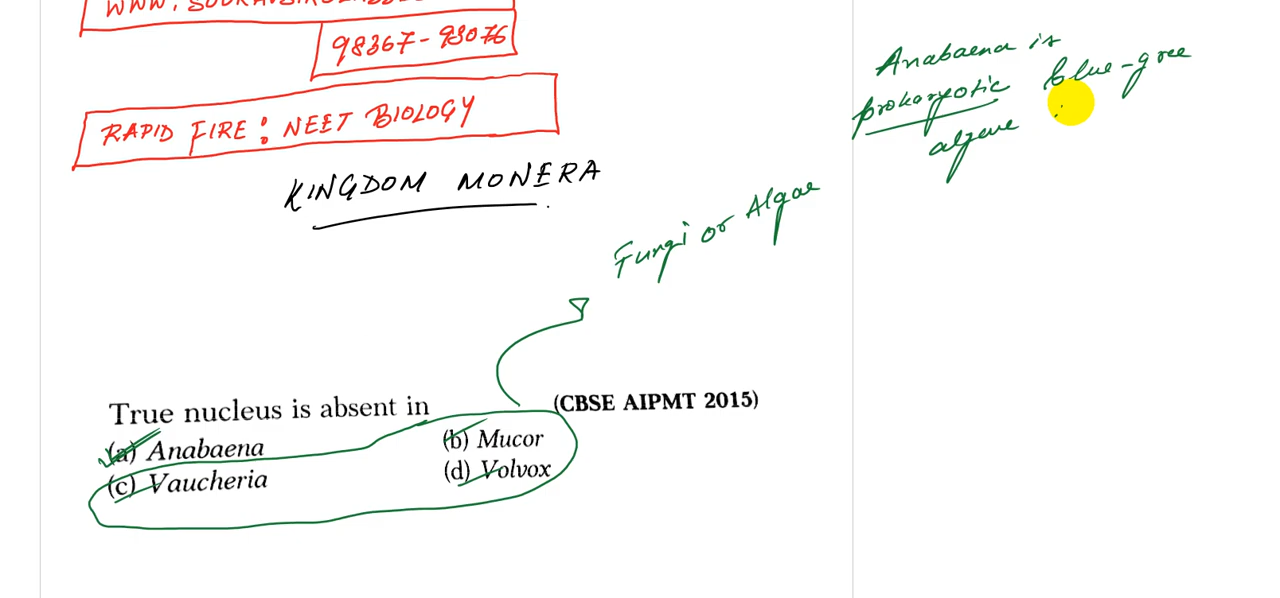 98367-93076
RAPID FIRE : NEET BIOLOGY
KINGDOM MONERA
Anabaena is
prokaryotic blue-gree
algae
Fungi or Algae
True nucleus is absent in (CBSE AIPMT 2015)
(a) Anabaena (b) Mucor
(c) Vaucheria (d) Volvox